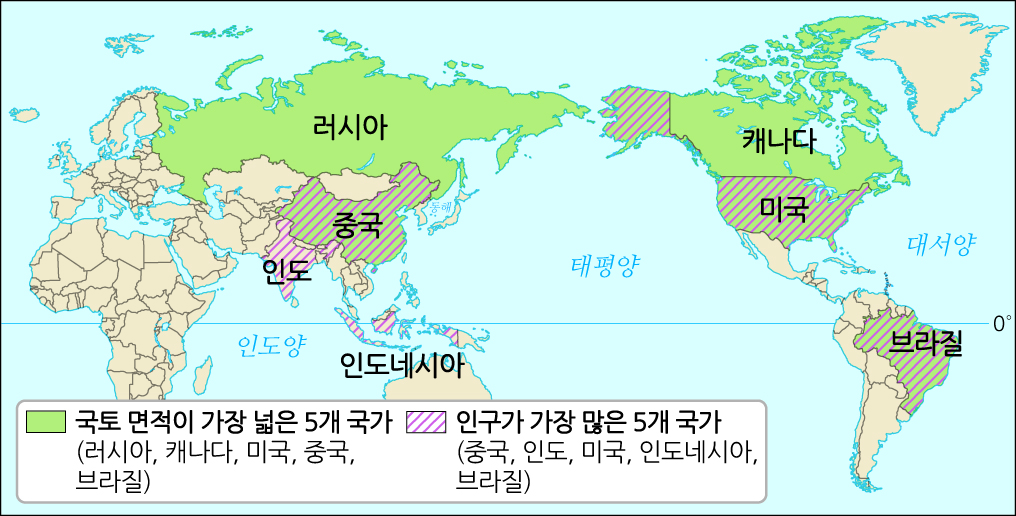 러시아
캐나다
중국
동해
미국
대서양
태평양
인도
인도양
0°
브라질
인도네시아
국토 면적이 가장 넓은 5개 국가
(러시아, 캐나다, 미국, 중국,
브라질)
인구가 가장 많은 5개 국가
(중국, 인도, 미국, 인도네시아,
브라질)